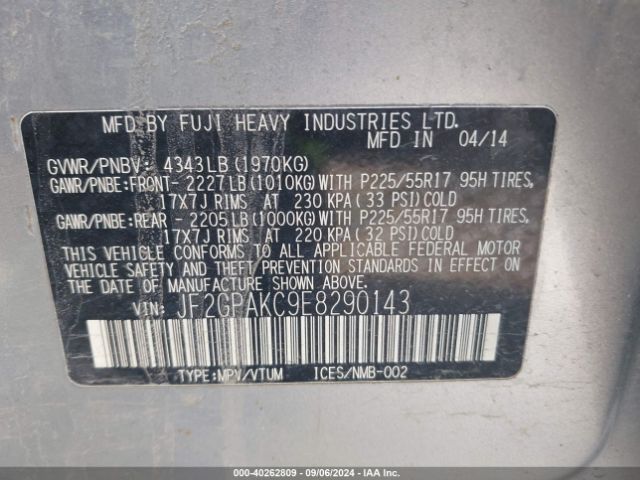 MFD BY FUJI HEAVY INDUSTRIES LTD.
MFD IN 04/14
GVWR/PNBV: 4343LB(1970KG)
GAWR/PNBE:FRONT- 2227LB(1010KG)WITH P225/55R17 95H TIRES,
17X7J RIMS AT 230 KPA(33 PSI)COLD
GAWR/PNBE:REAR - 2205LB(1000KG)WITH P225/55R17 95H TIRES,
17X7J RIMS AT 220 KPA(32 PSI)COLD
THIS VEHICLE CONFORMS TO ALL APPLICABLE FEDERAL MOTOR
VEHICLE SAFETY AND THEFT PREVENTION STANDARDS IN EFFECT ON
THE DATE OF MANUFACTURE SHOWN ABOVE.
VIN: JF2GPAKC9E8290143
TYPE:MPV/VTUM ICES/NMB-002
000-40262809 - 09/06/2024 - IAA Inc.